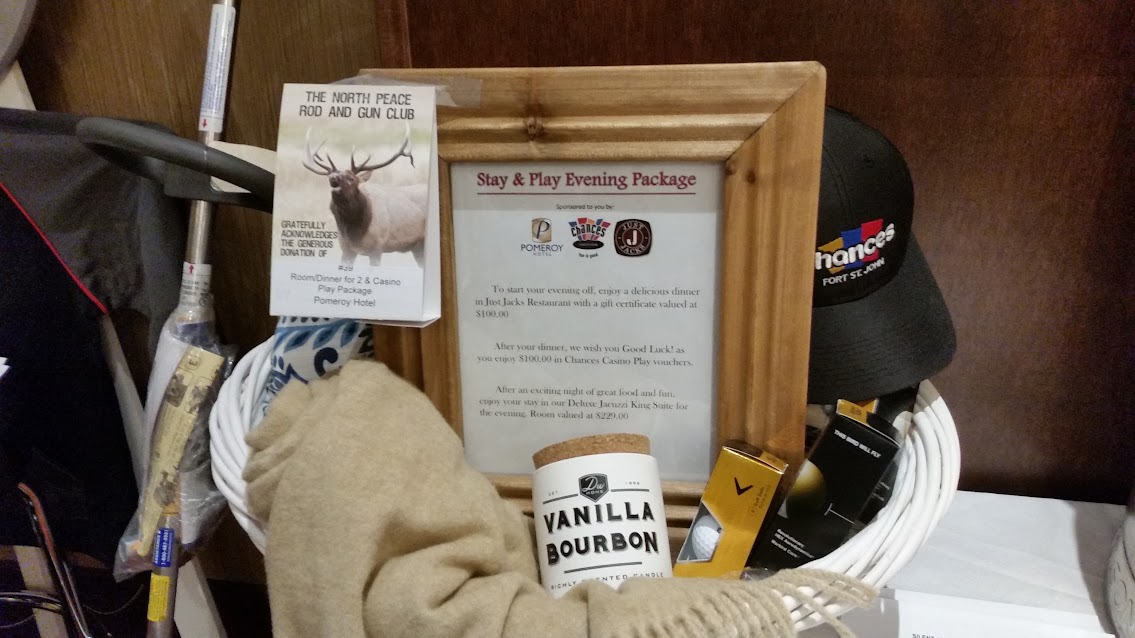 THE NORTH PEACE
ROD AND GUN CLUB
GRATEFULLY
ACKNOWLEDGES
THE GENEROUS
DONATION OF
#39
Room/Dinner for 2 & Casino
Play Package
Pomeroy Hotel
Stay & Play Evening Package
Sponsored to you by:
POMEROY
HOTEL
Chances
JUST
J
JACKS
To start your evening off, enjoy a delicious dinner
in Just Jacks Restaurant with a gift certificate valued at
$100.00
After your dinner, we wish you Good Luck! as
you enjoy $100.00 in Chances Casino Play vouchers.
After an exciting night of great food and fun,
enjoy your stay in our Deluxe Jacuzzi King Suite for
the evening. Room valued at $229.00
hances
FORT ST. JOHN
THIS BIRD WILL FLY
DW
HOME
VANILLA
BOURBON
RICHLY SCENTED CANDLE